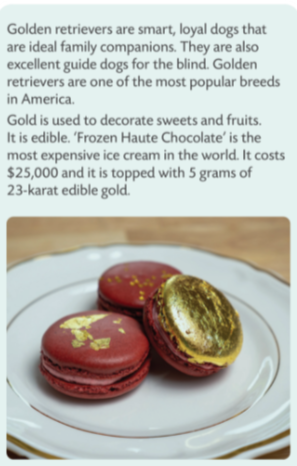 Golden retrievers are smart, loyal dogs that
are ideal family companions. They are also
excellent guide dogs for the blind. Golden
retrievers are one of the most popular breeds
in America.
Gold is used to decorate sweets and fruits.
It is edible. ‘Frozen Haute Chocolate’ is the
most expensive ice cream in the world. It costs
$25,000 and it is topped with 5 grams of
23-karat edible gold.